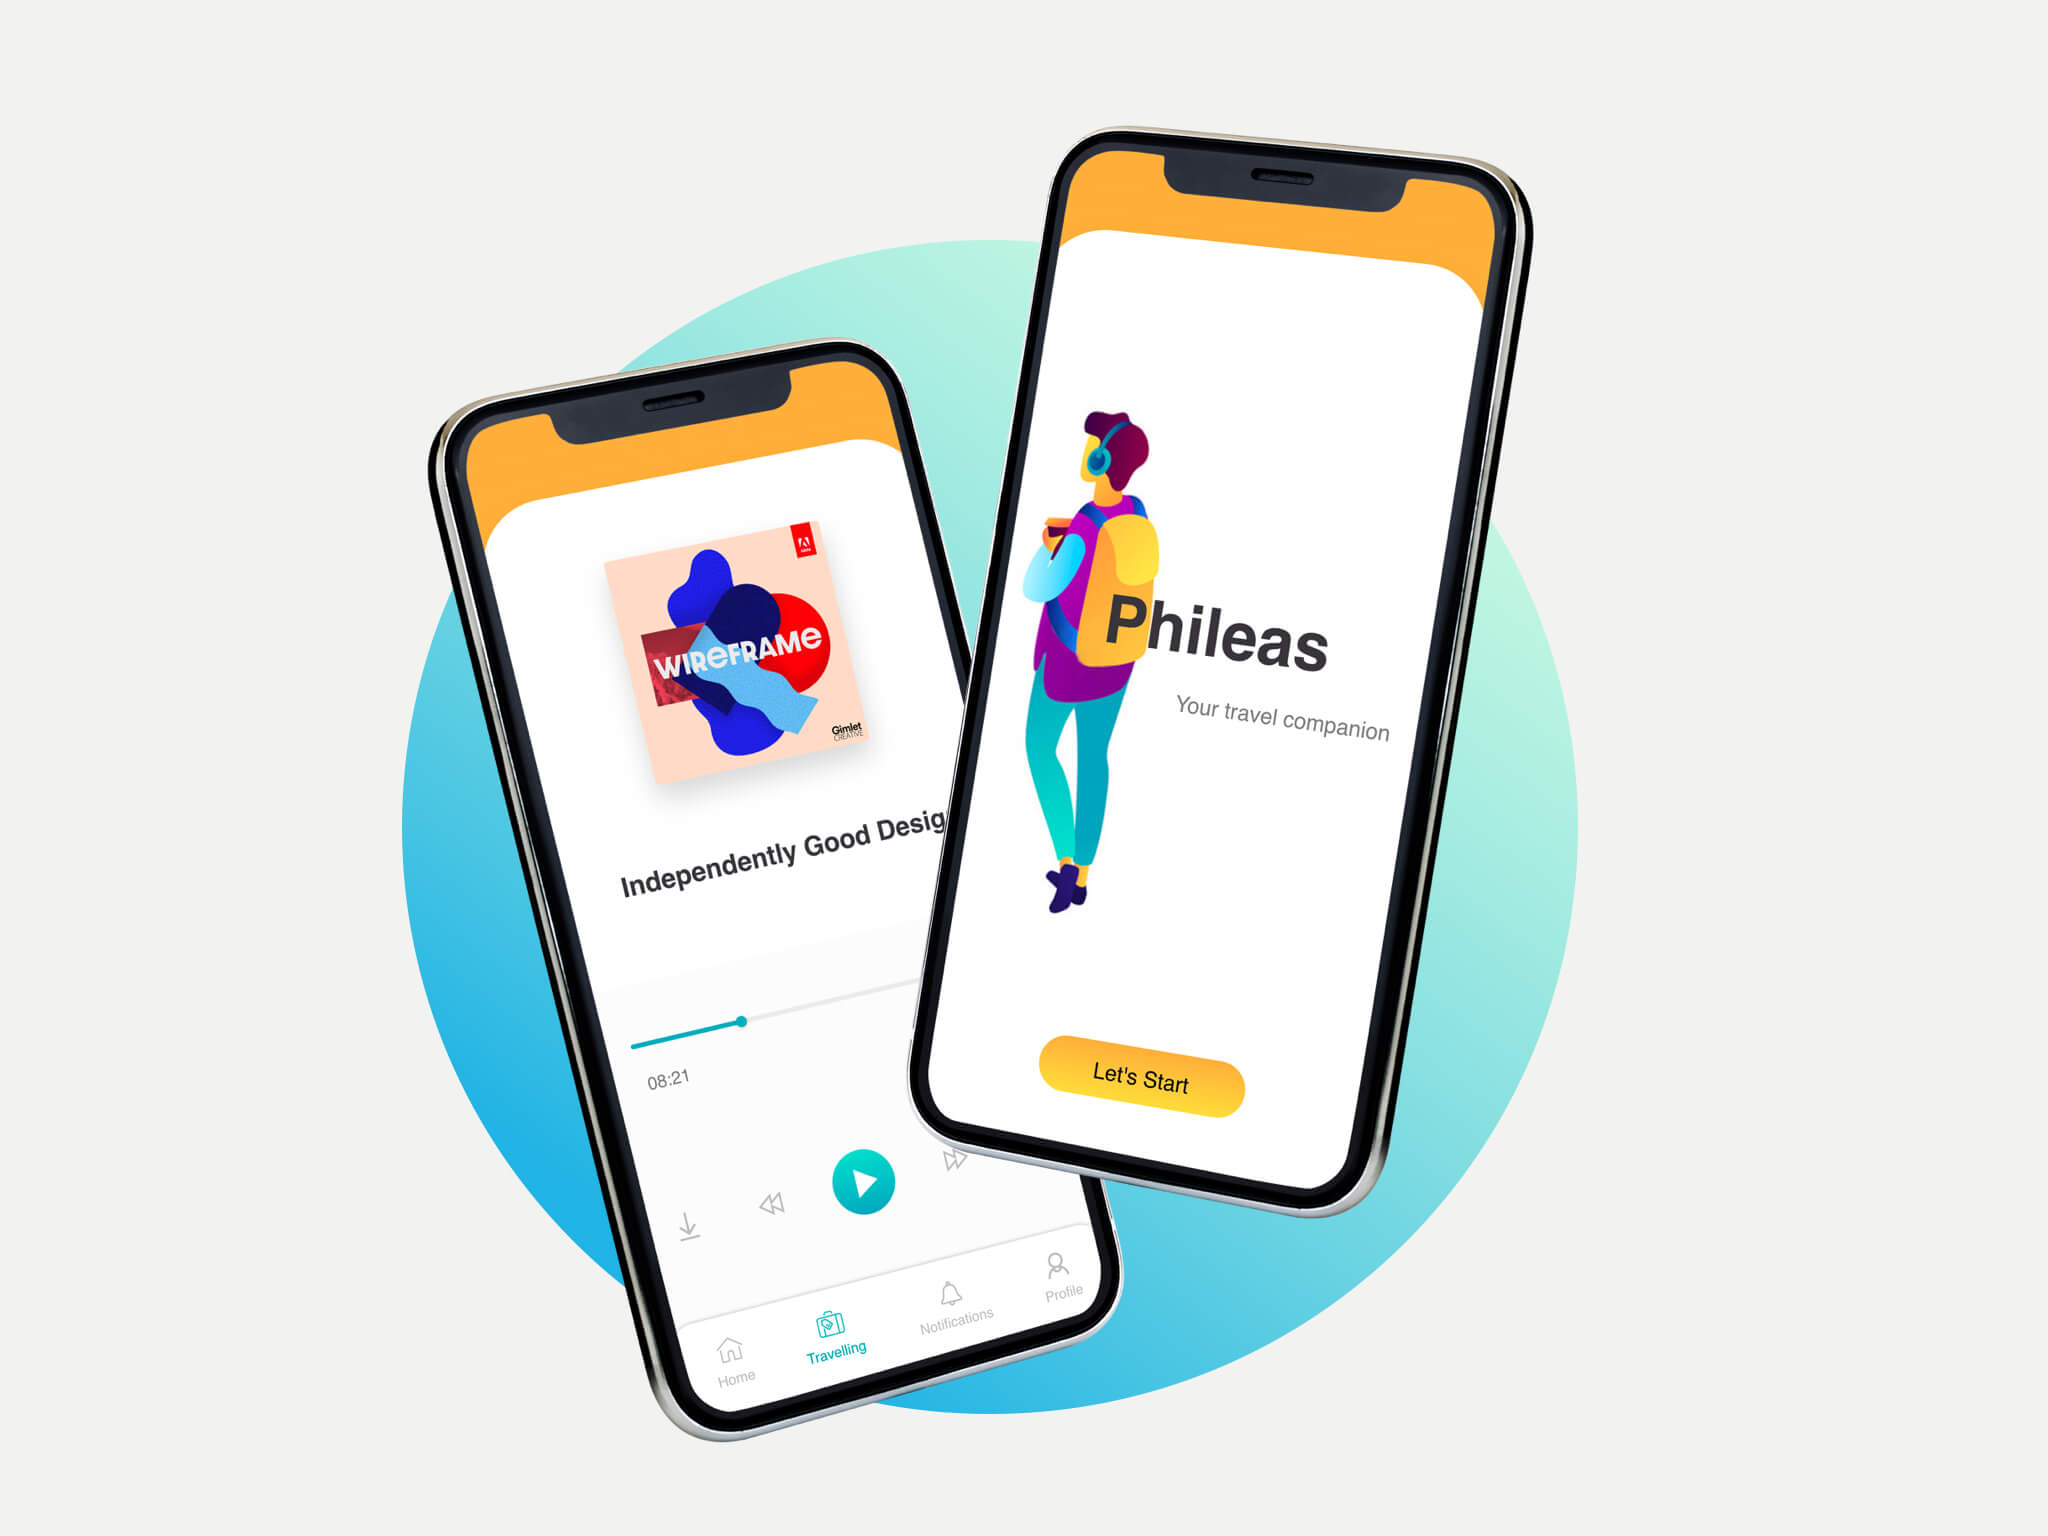 WIREFRAME
Gimlet
CREATIVE
Independently Good Desig
08:21
Home
Travelling
Notifications
Profile
Phileas
Your travel companion
Let's Start